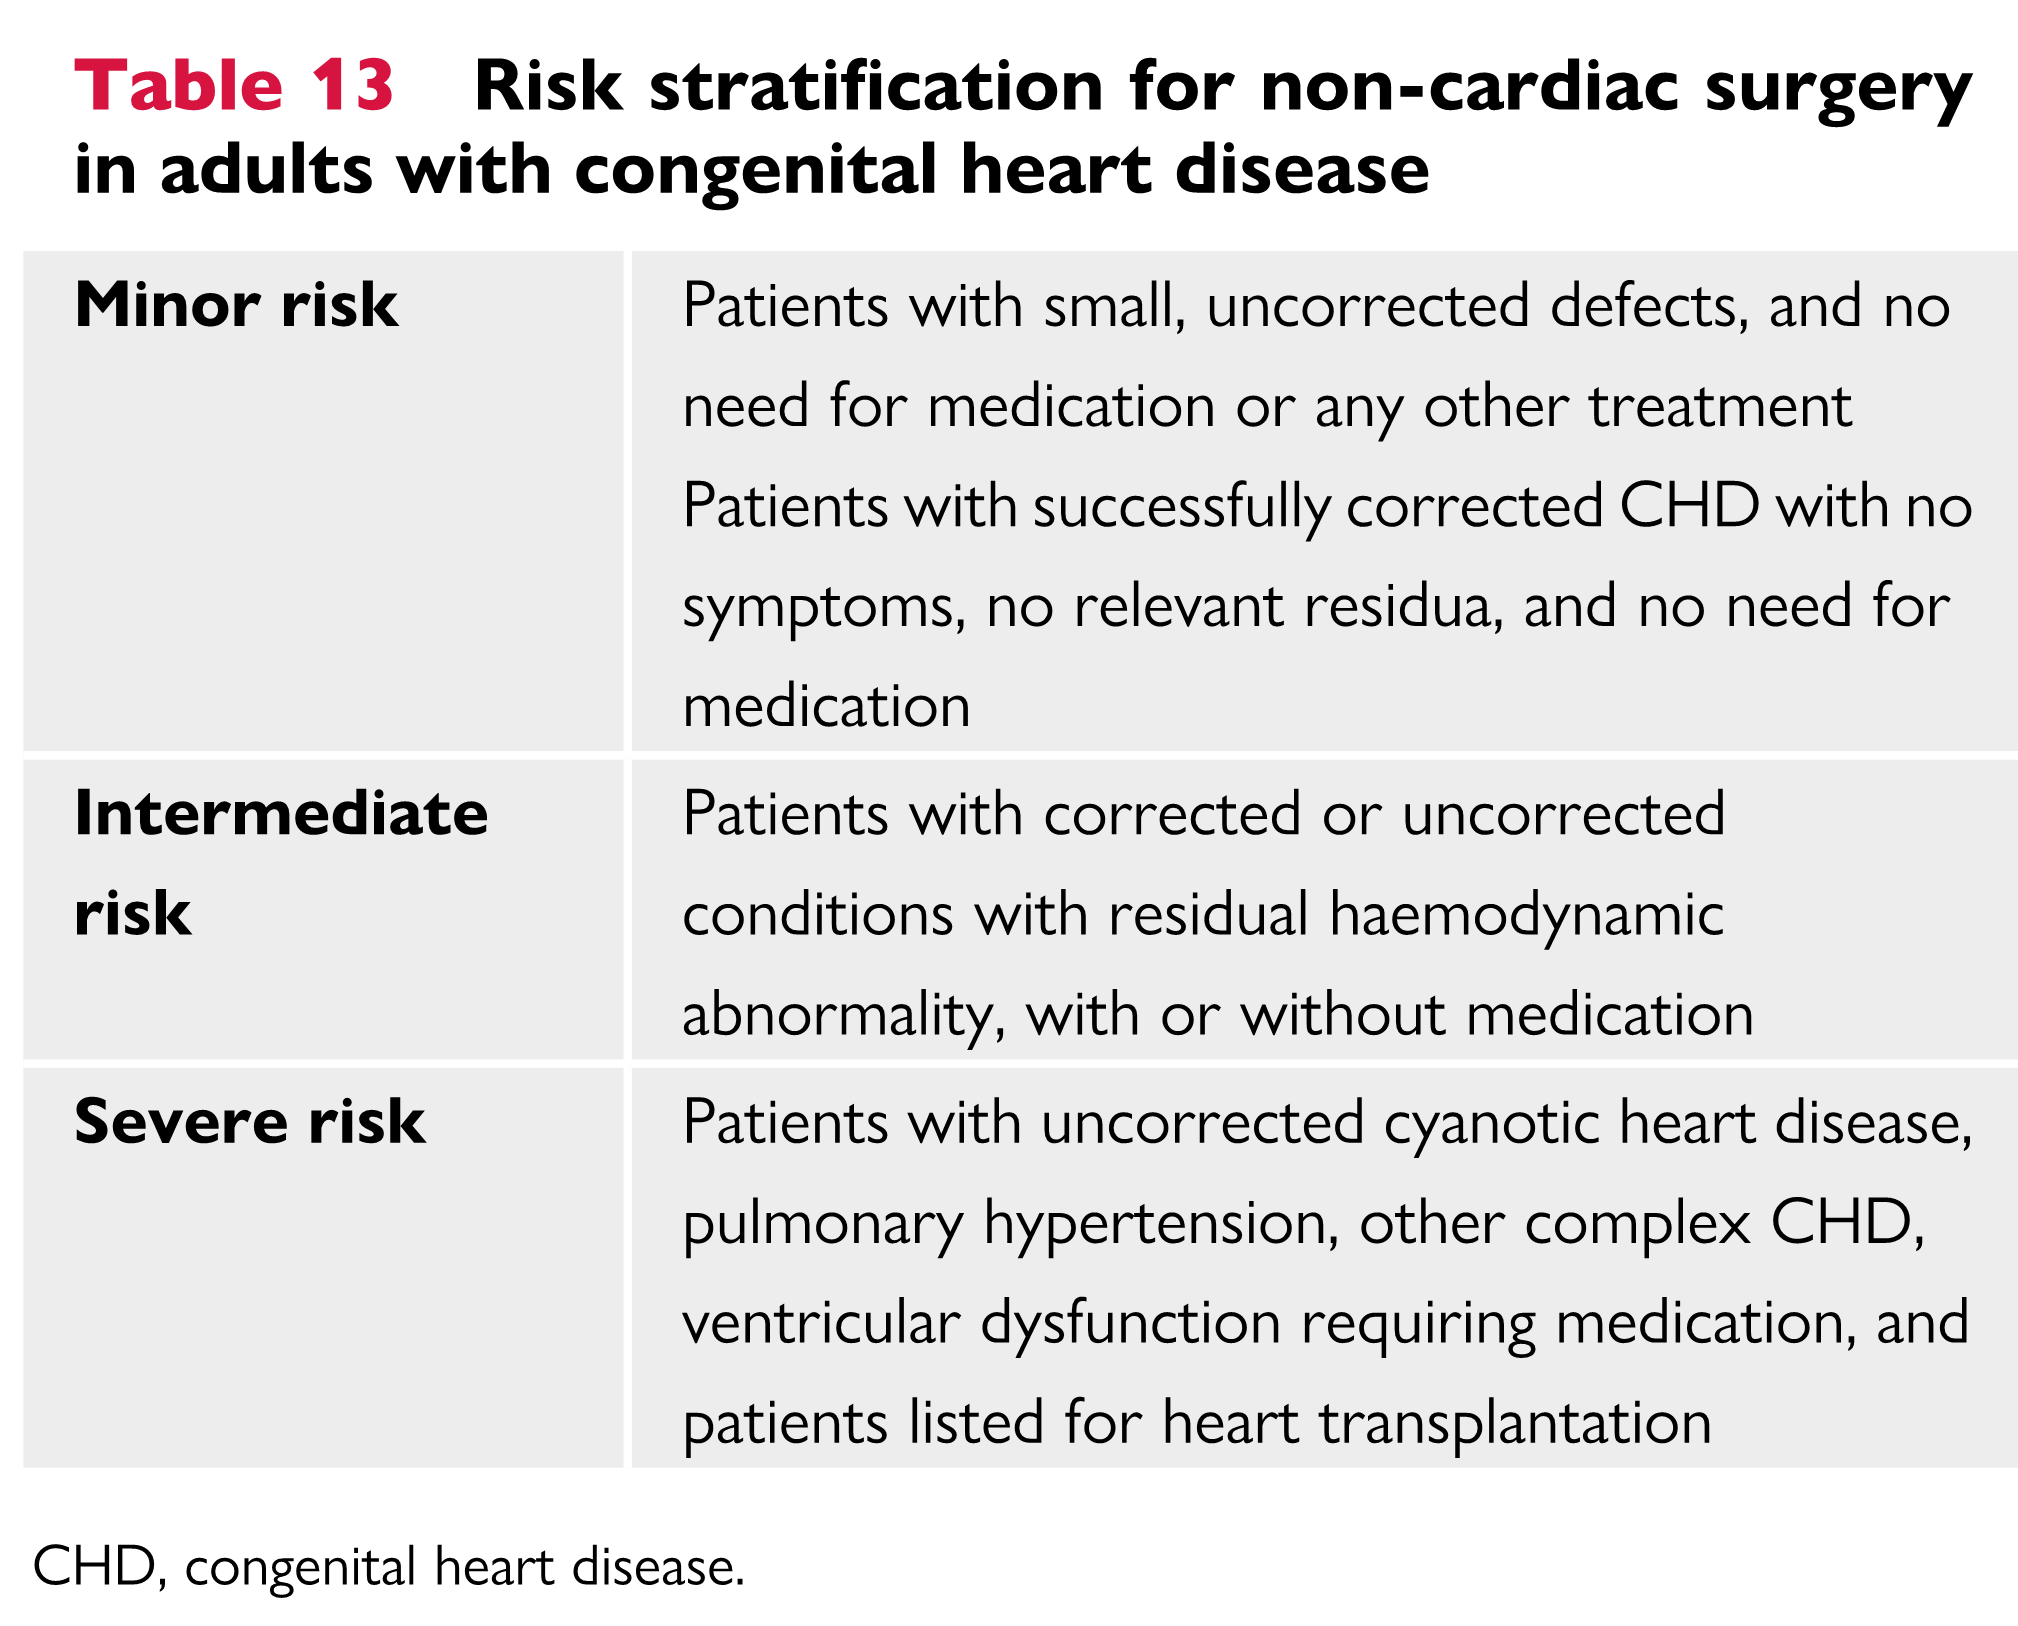 Table 13 Risk stratification for non-cardiac surgery
in adults with congenital heart disease
Minor risk
Patients with small, uncorrected defects, and no
need for medication or any other treatment
Patients with successfully corrected CHD with no
symptoms, no relevant residua, and no need for
medication
Intermediate
risk
Patients with corrected or uncorrected
conditions with residual haemodynamic
abnormality, with or without medication
Severe risk
Patients with uncorrected cyanotic heart disease,
pulmonary hypertension, other complex CHD,
ventricular dysfunction requiring medication, and
patients listed for heart transplantation
CHD, congenital heart disease.